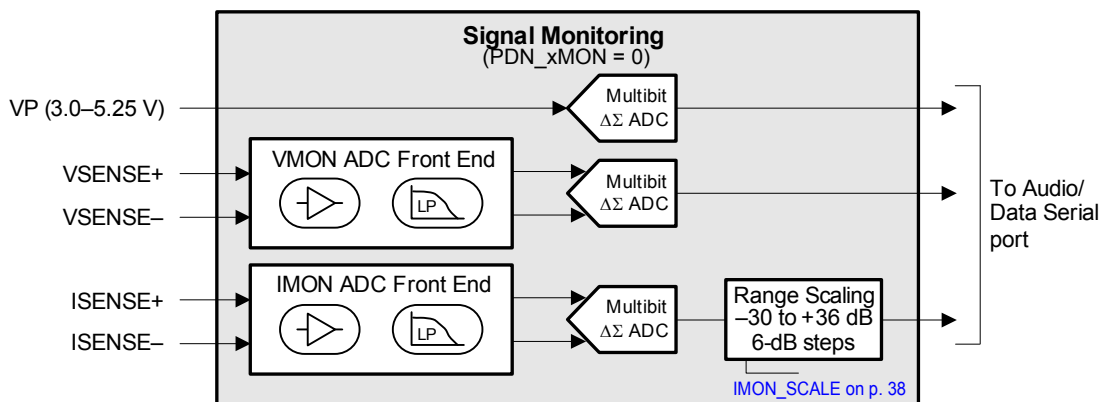 Signal Monitoring
(PDN_xMON = 0)
VP (3.0–5.25 V)
Multibit
ΔΣ ADC
VMON ADC Front End
LP
VSENSE+
VSENSE–
Multibit
ΔΣ ADC
To Audio/
Data Serial
port
IMON ADC Front End
LP
ISENSE+
ISENSE–
Multibit
ΔΣ ADC
Range Scaling
–30 to +36 dB
6-dB steps
IMON_SCALE on p. 38